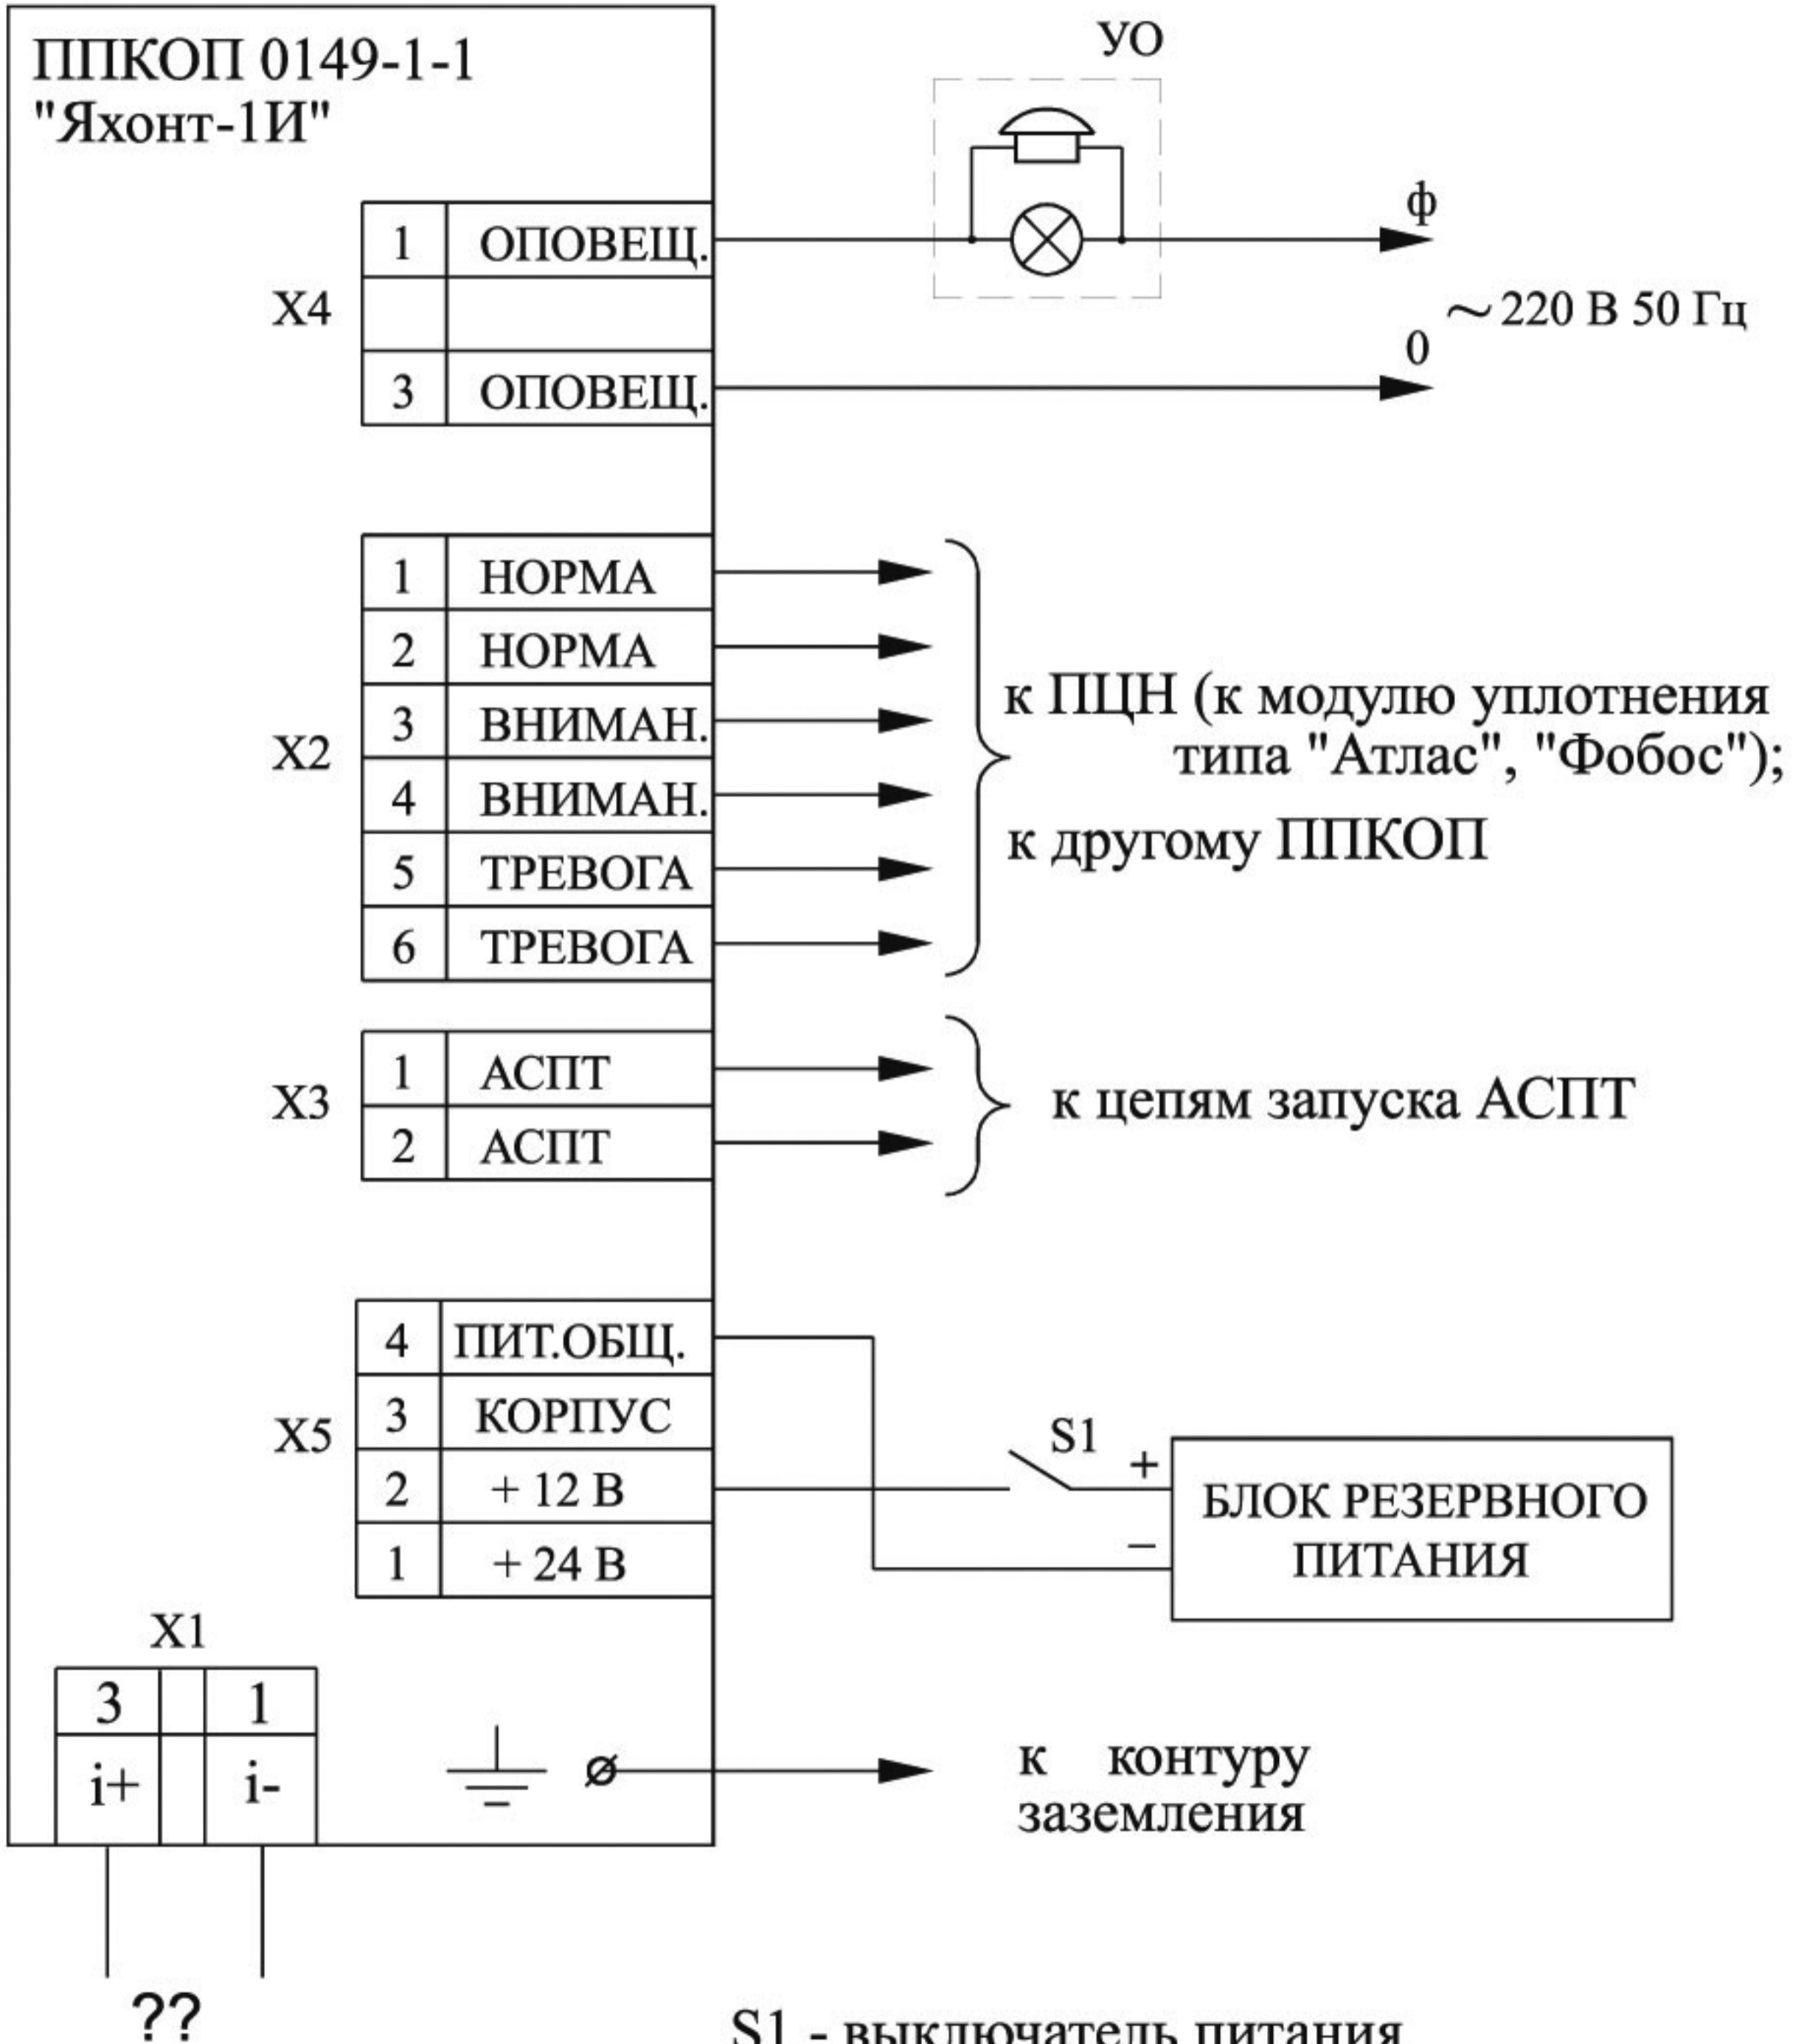 ППКОП 0149-1-1
"Яхонт-1И"
УО
X4
1 ОПОВЕЩ.
3 ОПОВЕЩ.
ф
0
~220 В 50 Гц
X2
1 НОРМА
2 НОРМА
3 ВНИМАН.
4 ВНИМАН.
5 ТРЕВОГА
6 ТРЕВОГА
к ПЦН (к модулю уплотнения
типа "Атлас", "Фобос");
к другому ППКОП
X3
1 АСПТ
2 АСПТ
к цепям запуска АСПТ
X5
4 ПИТ.ОБЩ.
3 КОРПУС
2 + 12 В
1 + 24 В
S1
+
–
БЛОК РЕЗЕРВНОГО
ПИТАНИЯ
X1
3 1
i+ i-
к контуру
заземления
??
S1 - выключатель питания